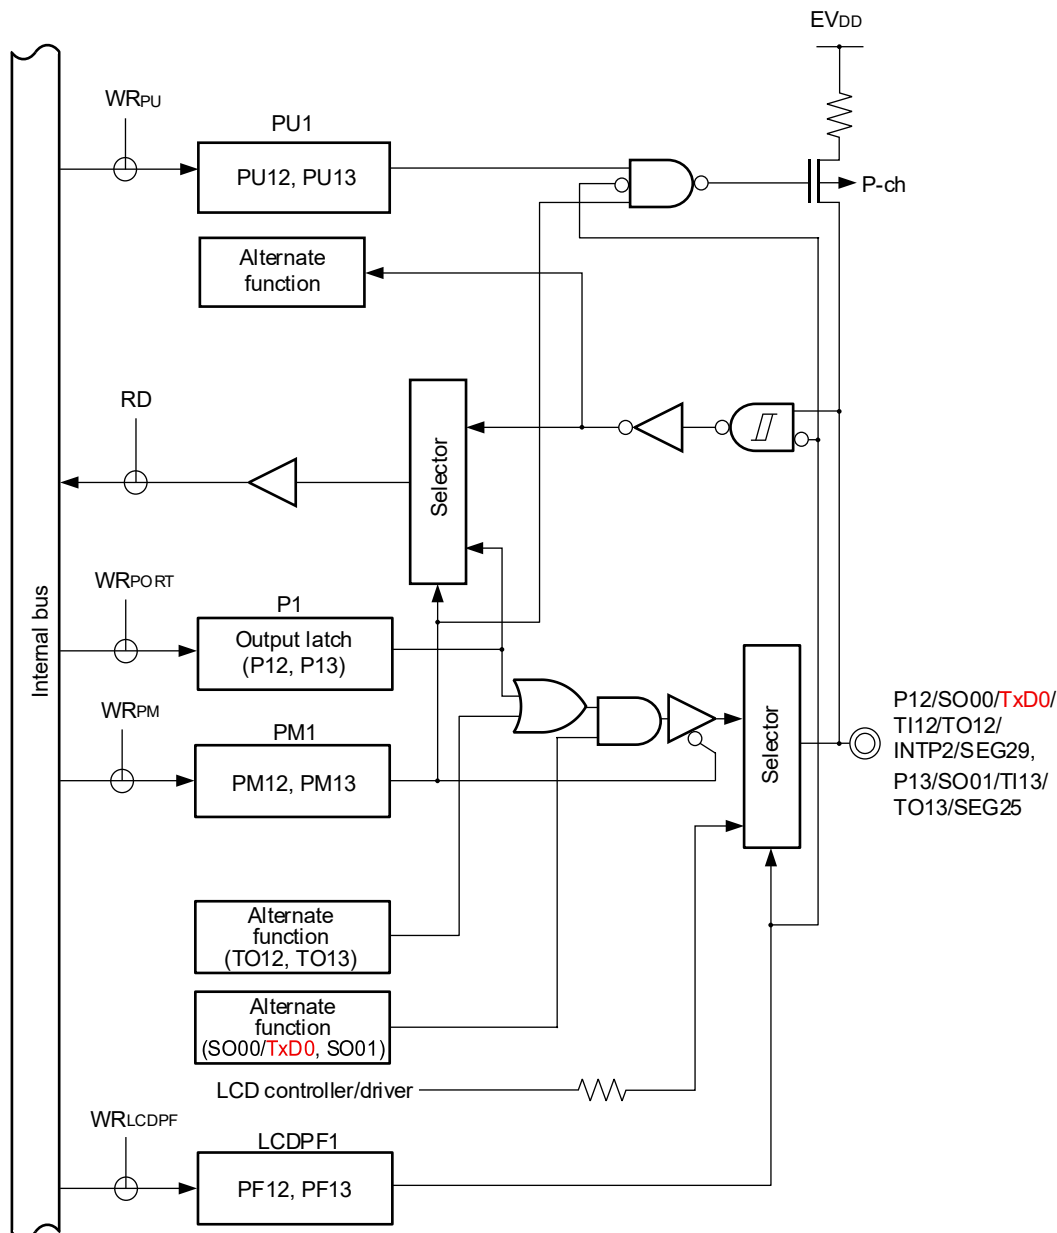 EVDD
WRPU
PU1
PU12, PU13
P-ch
Alternate
function
RD
Selector
WRPORT
P1
Output latch
(P12, P13)
Internal bus
WRPM
PM1
PM12, PM13
Selector
P12/SO00/TxD0/
TI12/TO12/
INTP2/SEG29,
P13/SO01/TI13/
TO13/SEG25
Alternate
function
(TO12, TO13)
Alternate
function
(SO00/TxD0, SO01)
LCD controller/driver
WRLCDPF
LCDPF1
PF12, PF13